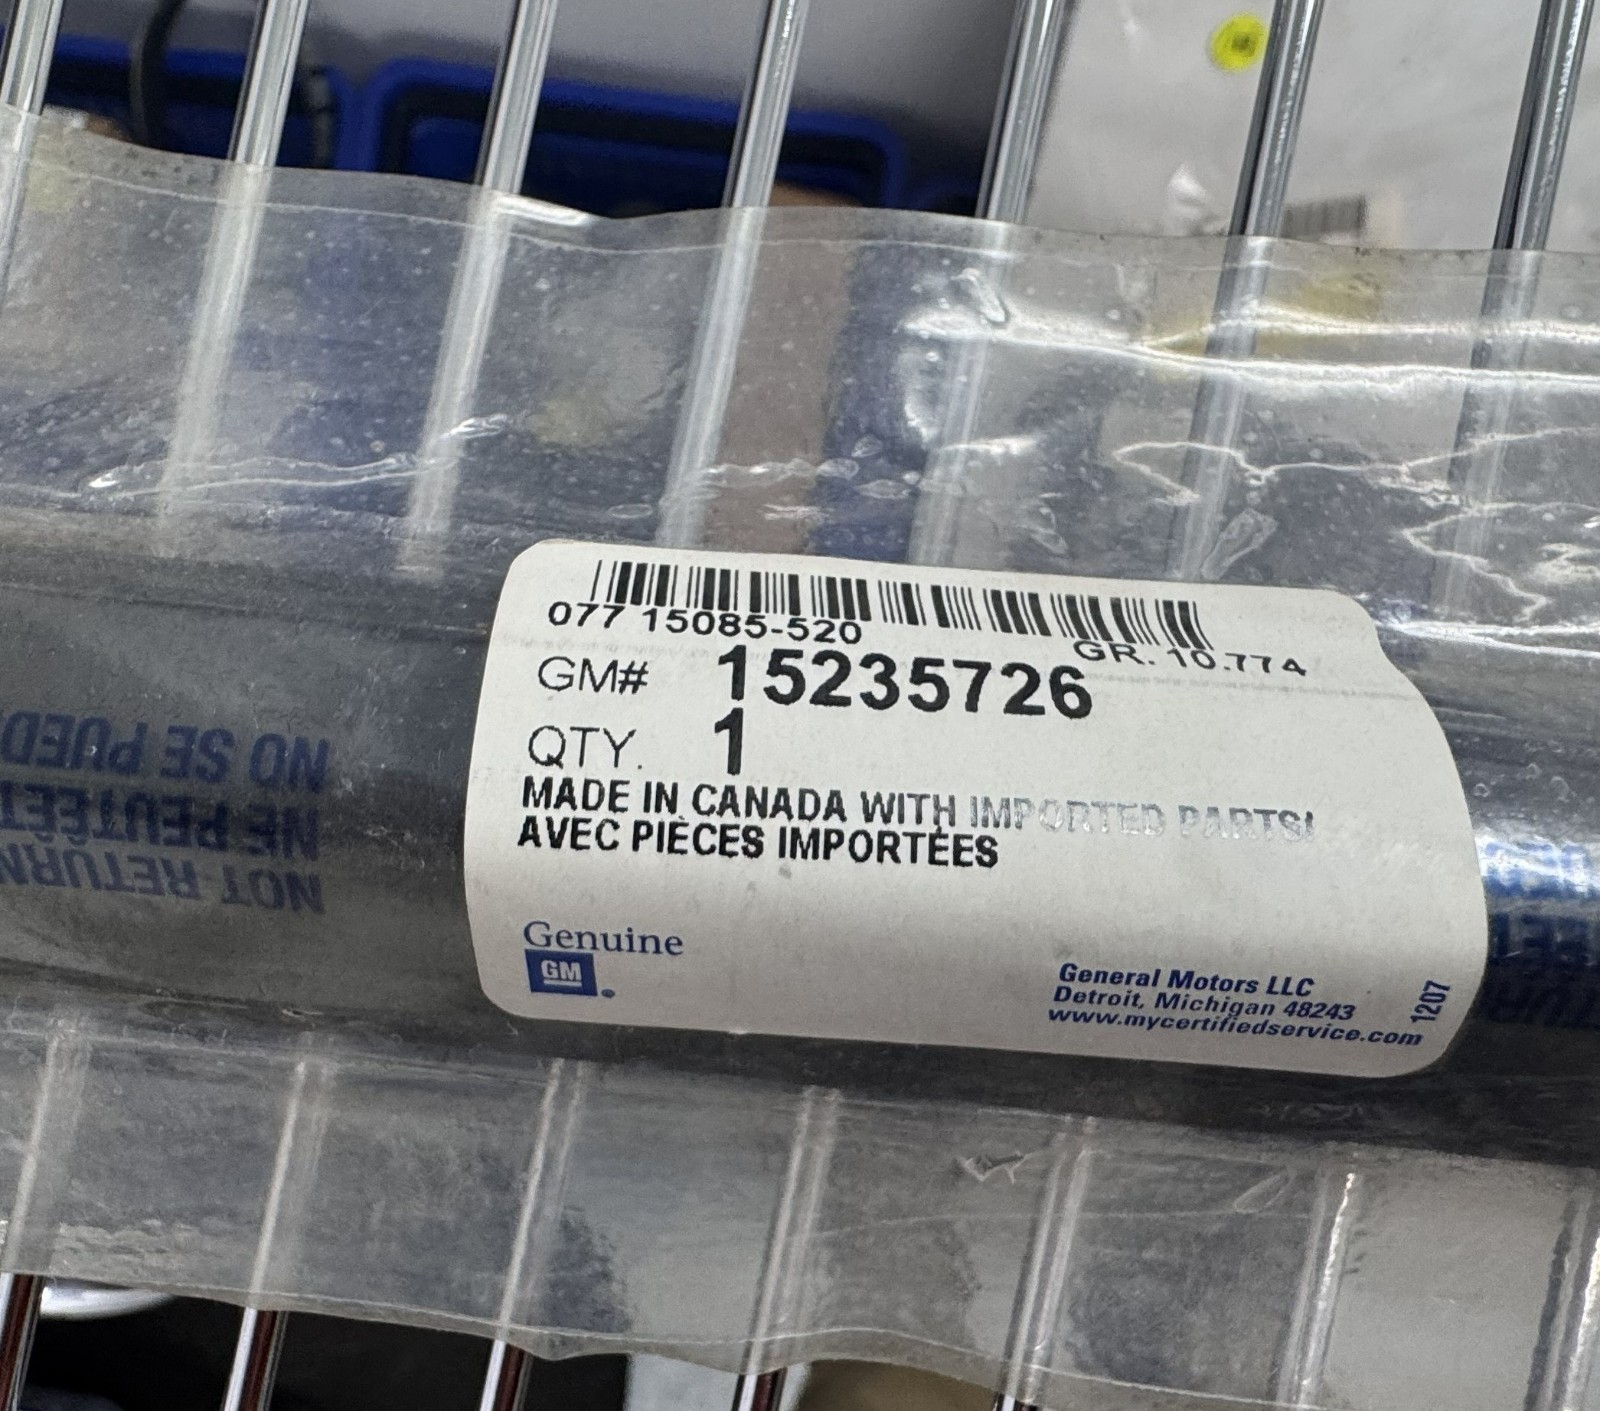 077 15085-520
GR. 10.774
GM# 15235726
QTY. 1
MADE IN CANADA WITH IMPORTED PARTS/
AVEC PIÈCES IMPORTÉES
Genuine
GM
General Motors LLC
Detroit, Michigan 48243
www.mycertifiedservice.com
1207
NOT RETURN
NE PEUT ÊT
NO SE PUED